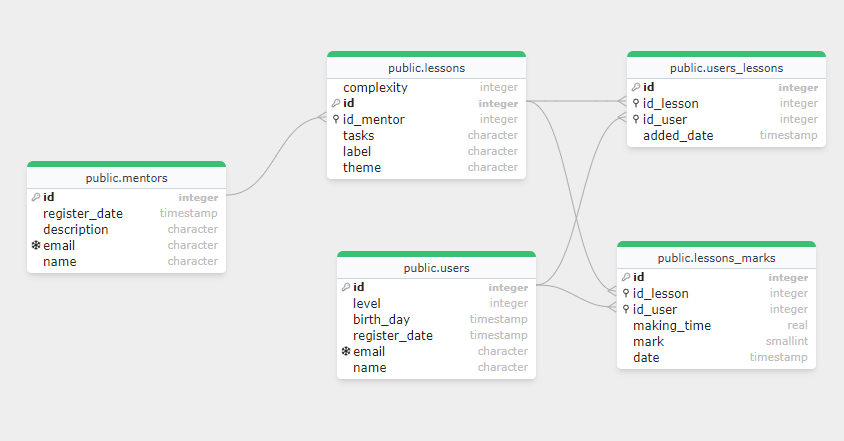 public.lessons
complexity integer
id integer
id_mentor integer
tasks character
label character
theme character
public.users_lessons
id integer
id_lesson integer
id_user integer
added_date timestamp
public.mentors
id integer
register_date timestamp
description character
email character
name character
public.users
id integer
level integer
birth_day timestamp
register_date timestamp
email character
name character
public.lessons_marks
id integer
id_lesson integer
id_user integer
making_time real
mark smallint
date timestamp